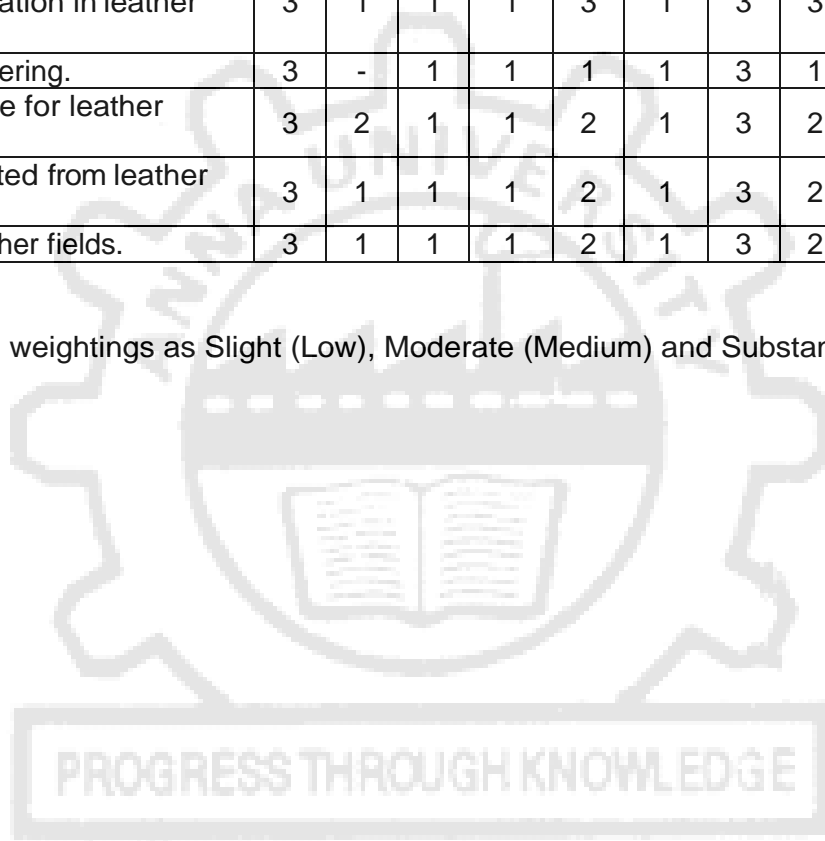 ation in leather 3 1 1 1 3 1 3 3
ering. 3 - 1 1 1 1 3 1
e for leather 3 2 1 1 2 1 3 2
ted from leather 3 1 1 1 2 1 3 2
her fields. 3 1 1 1 2 1 3 2
weightings as Slight (Low), Moderate (Medium) and Substan
ANNA UNIVERSITY
PROGRESS THROUGH KNOWLEDGE